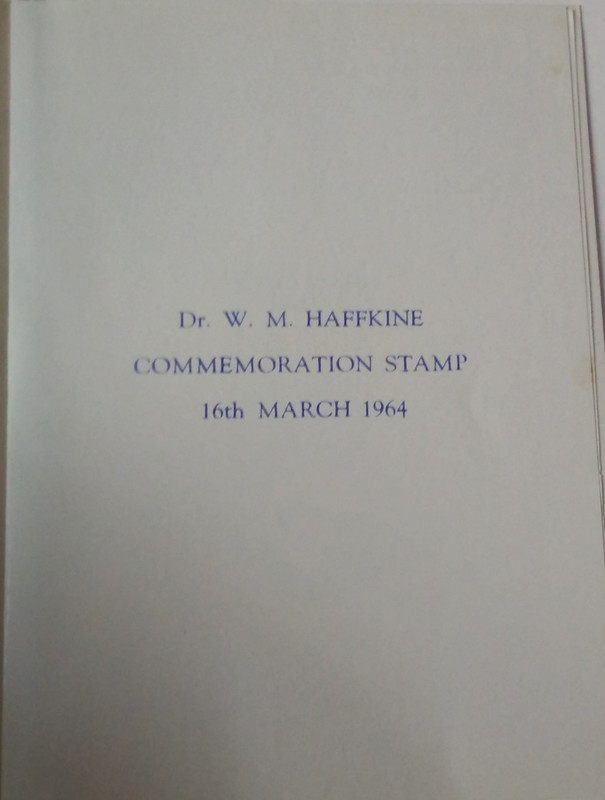 Dr. W. M. HAFFKINE
COMMEMORATION STAMP
16th MARCH 1964